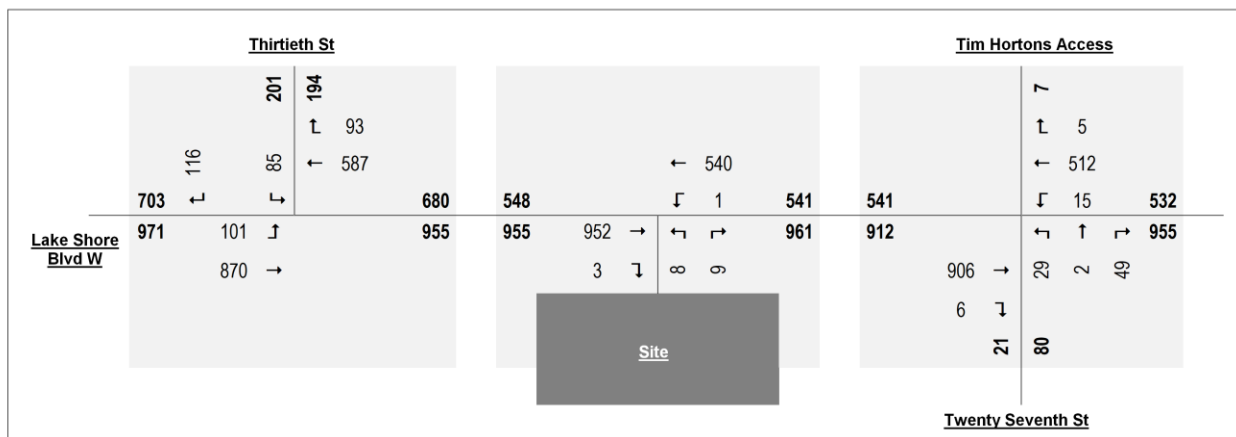 Thirtieth St
Tim Hortons Access
201 194
7
93
5
116 85
587
540
512
703 680
1
548 541
15
541 532
Lake Shore
Blvd W
971 101 955
955 952 961
912 955
870
3
8 9
906 29 2 49
6
21 80
Site
Twenty Seventh St